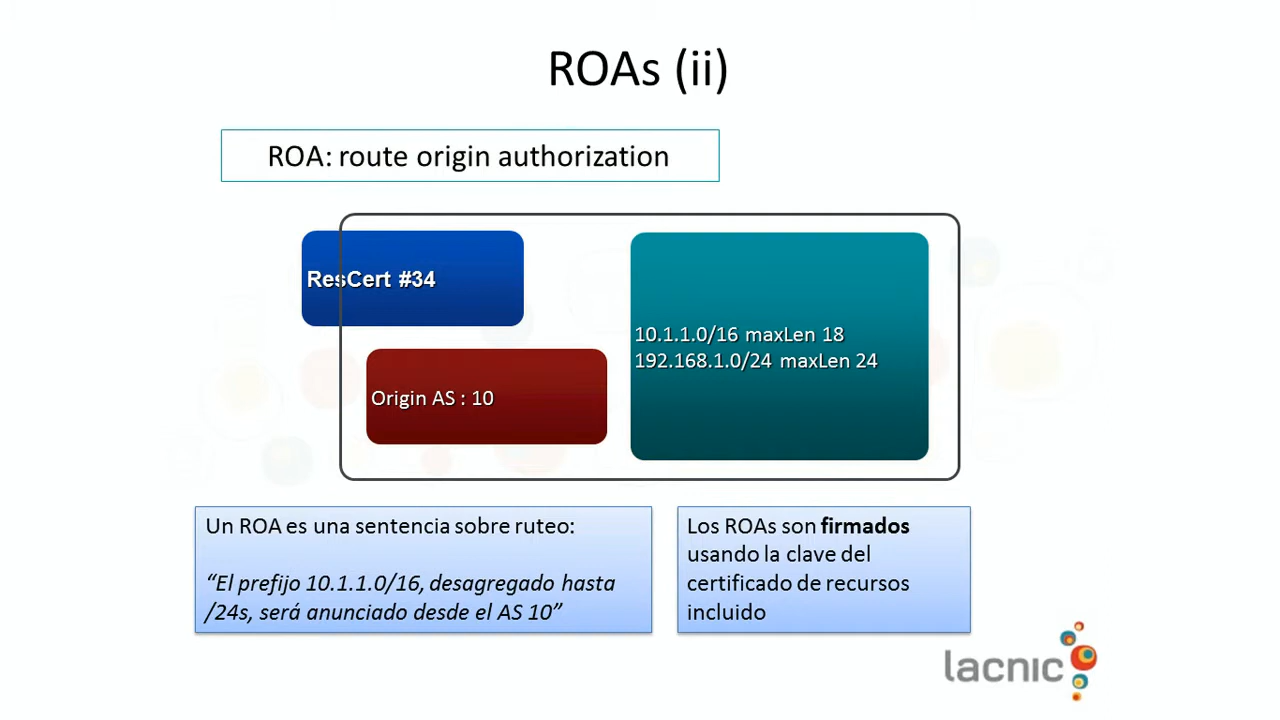 ROAs (ii)
ROA: route origin authorization
ResCert #34
Origin AS : 10
10.1.1.0/16 maxLen 18
192.168.1.0/24 maxLen 24
Un ROA es una sentencia sobre ruteo:
“El prefijo 10.1.1.0/16, desagregado hasta
/24s, será anunciado desde el AS 10”
Los ROAs son firmados
usando la clave del
certificado de recursos
incluido
lacnic